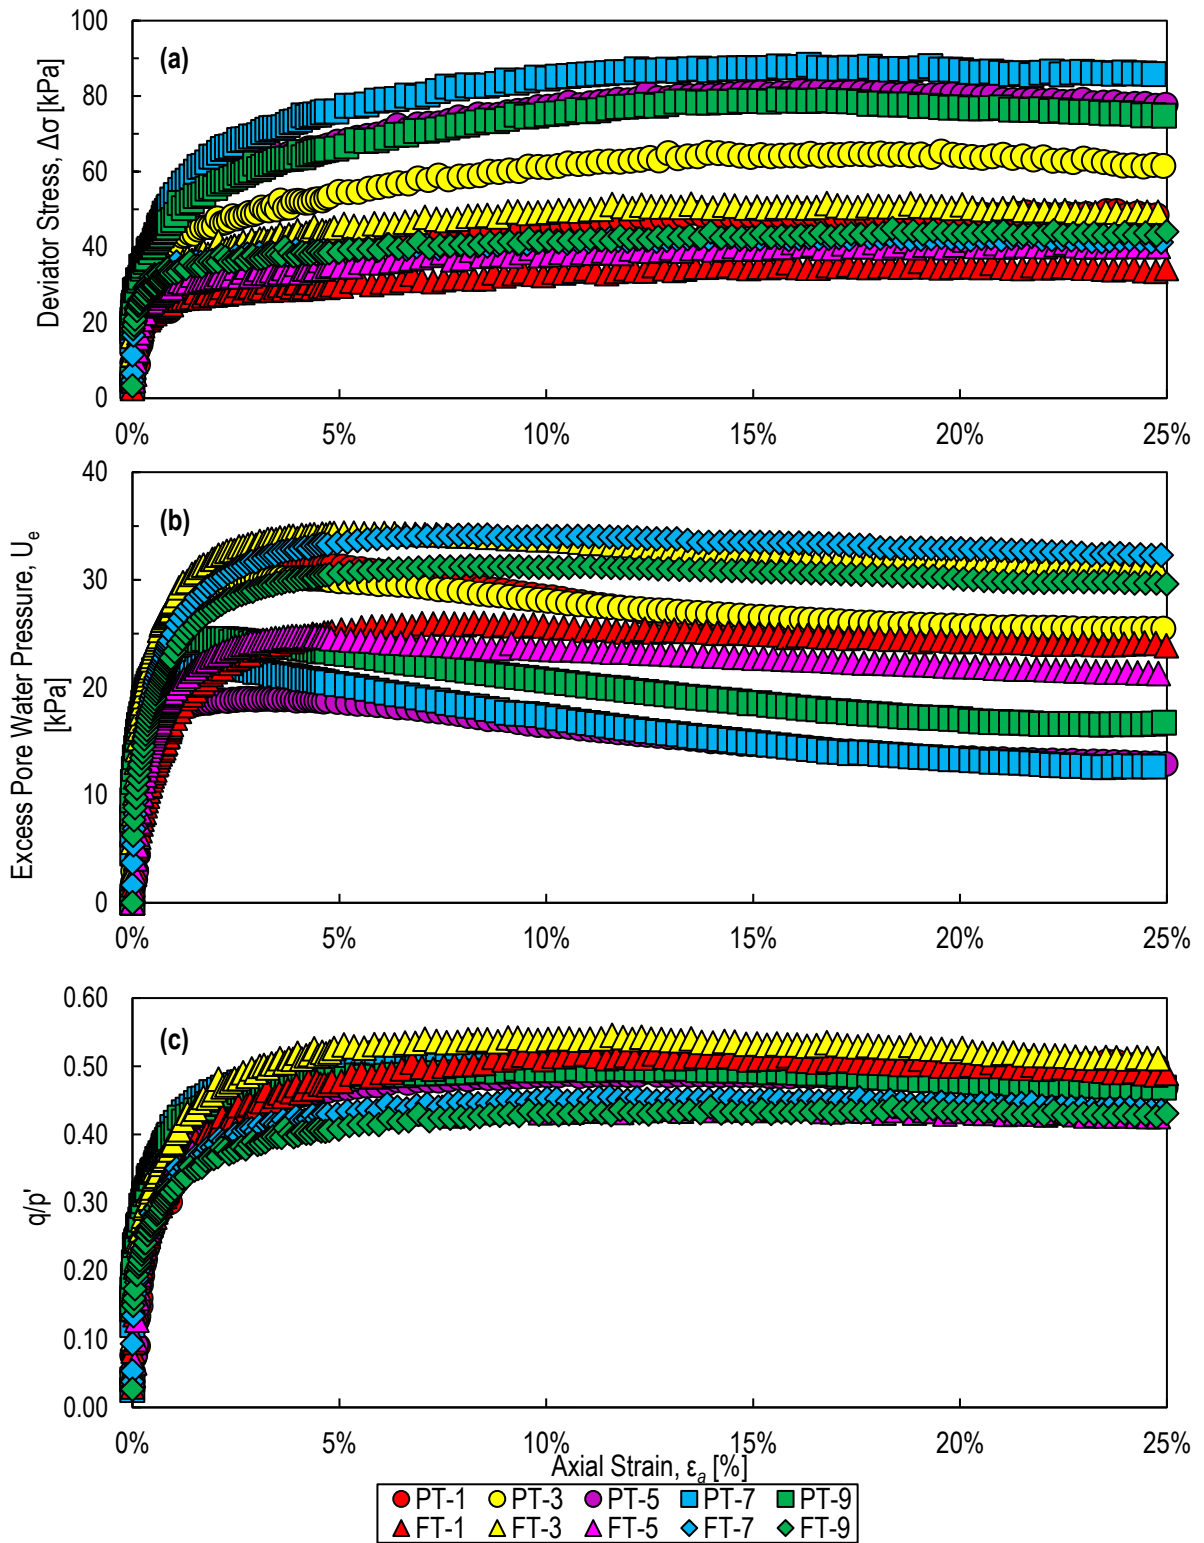 100
(a)
80
60
40
20
0
Deviator Stress, Δσ [kPa]
0% 5% 10% 15% 20% 25%
40
(b)
30
20
10
0
Excess Pore Water Pressure, Ue
[kPa]
0% 5% 10% 15% 20% 25%
0.60
(c)
0.50
0.40
0.30
0.20
0.10
0.00
q/p'
0% 5% 10% 15% 20% 25%
Axial Strain, εa [%]
PT-1 PT-3 PT-5 PT-7 PT-9
FT-1 FT-3 FT-5 FT-7 FT-9